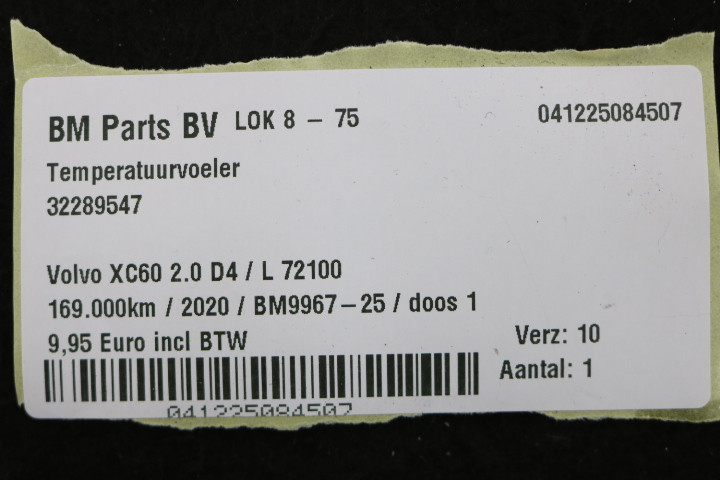 BM Parts BV LOK 8 - 75 041225084507
Temperatuurvoeler
32289547
Volvo XC60 2.0 D4 / L 72100
169.000km / 2020 / BM9967-25 / doos 1
9,95 Euro incl BTW Verz: 10
Aantal: 1
041225084507